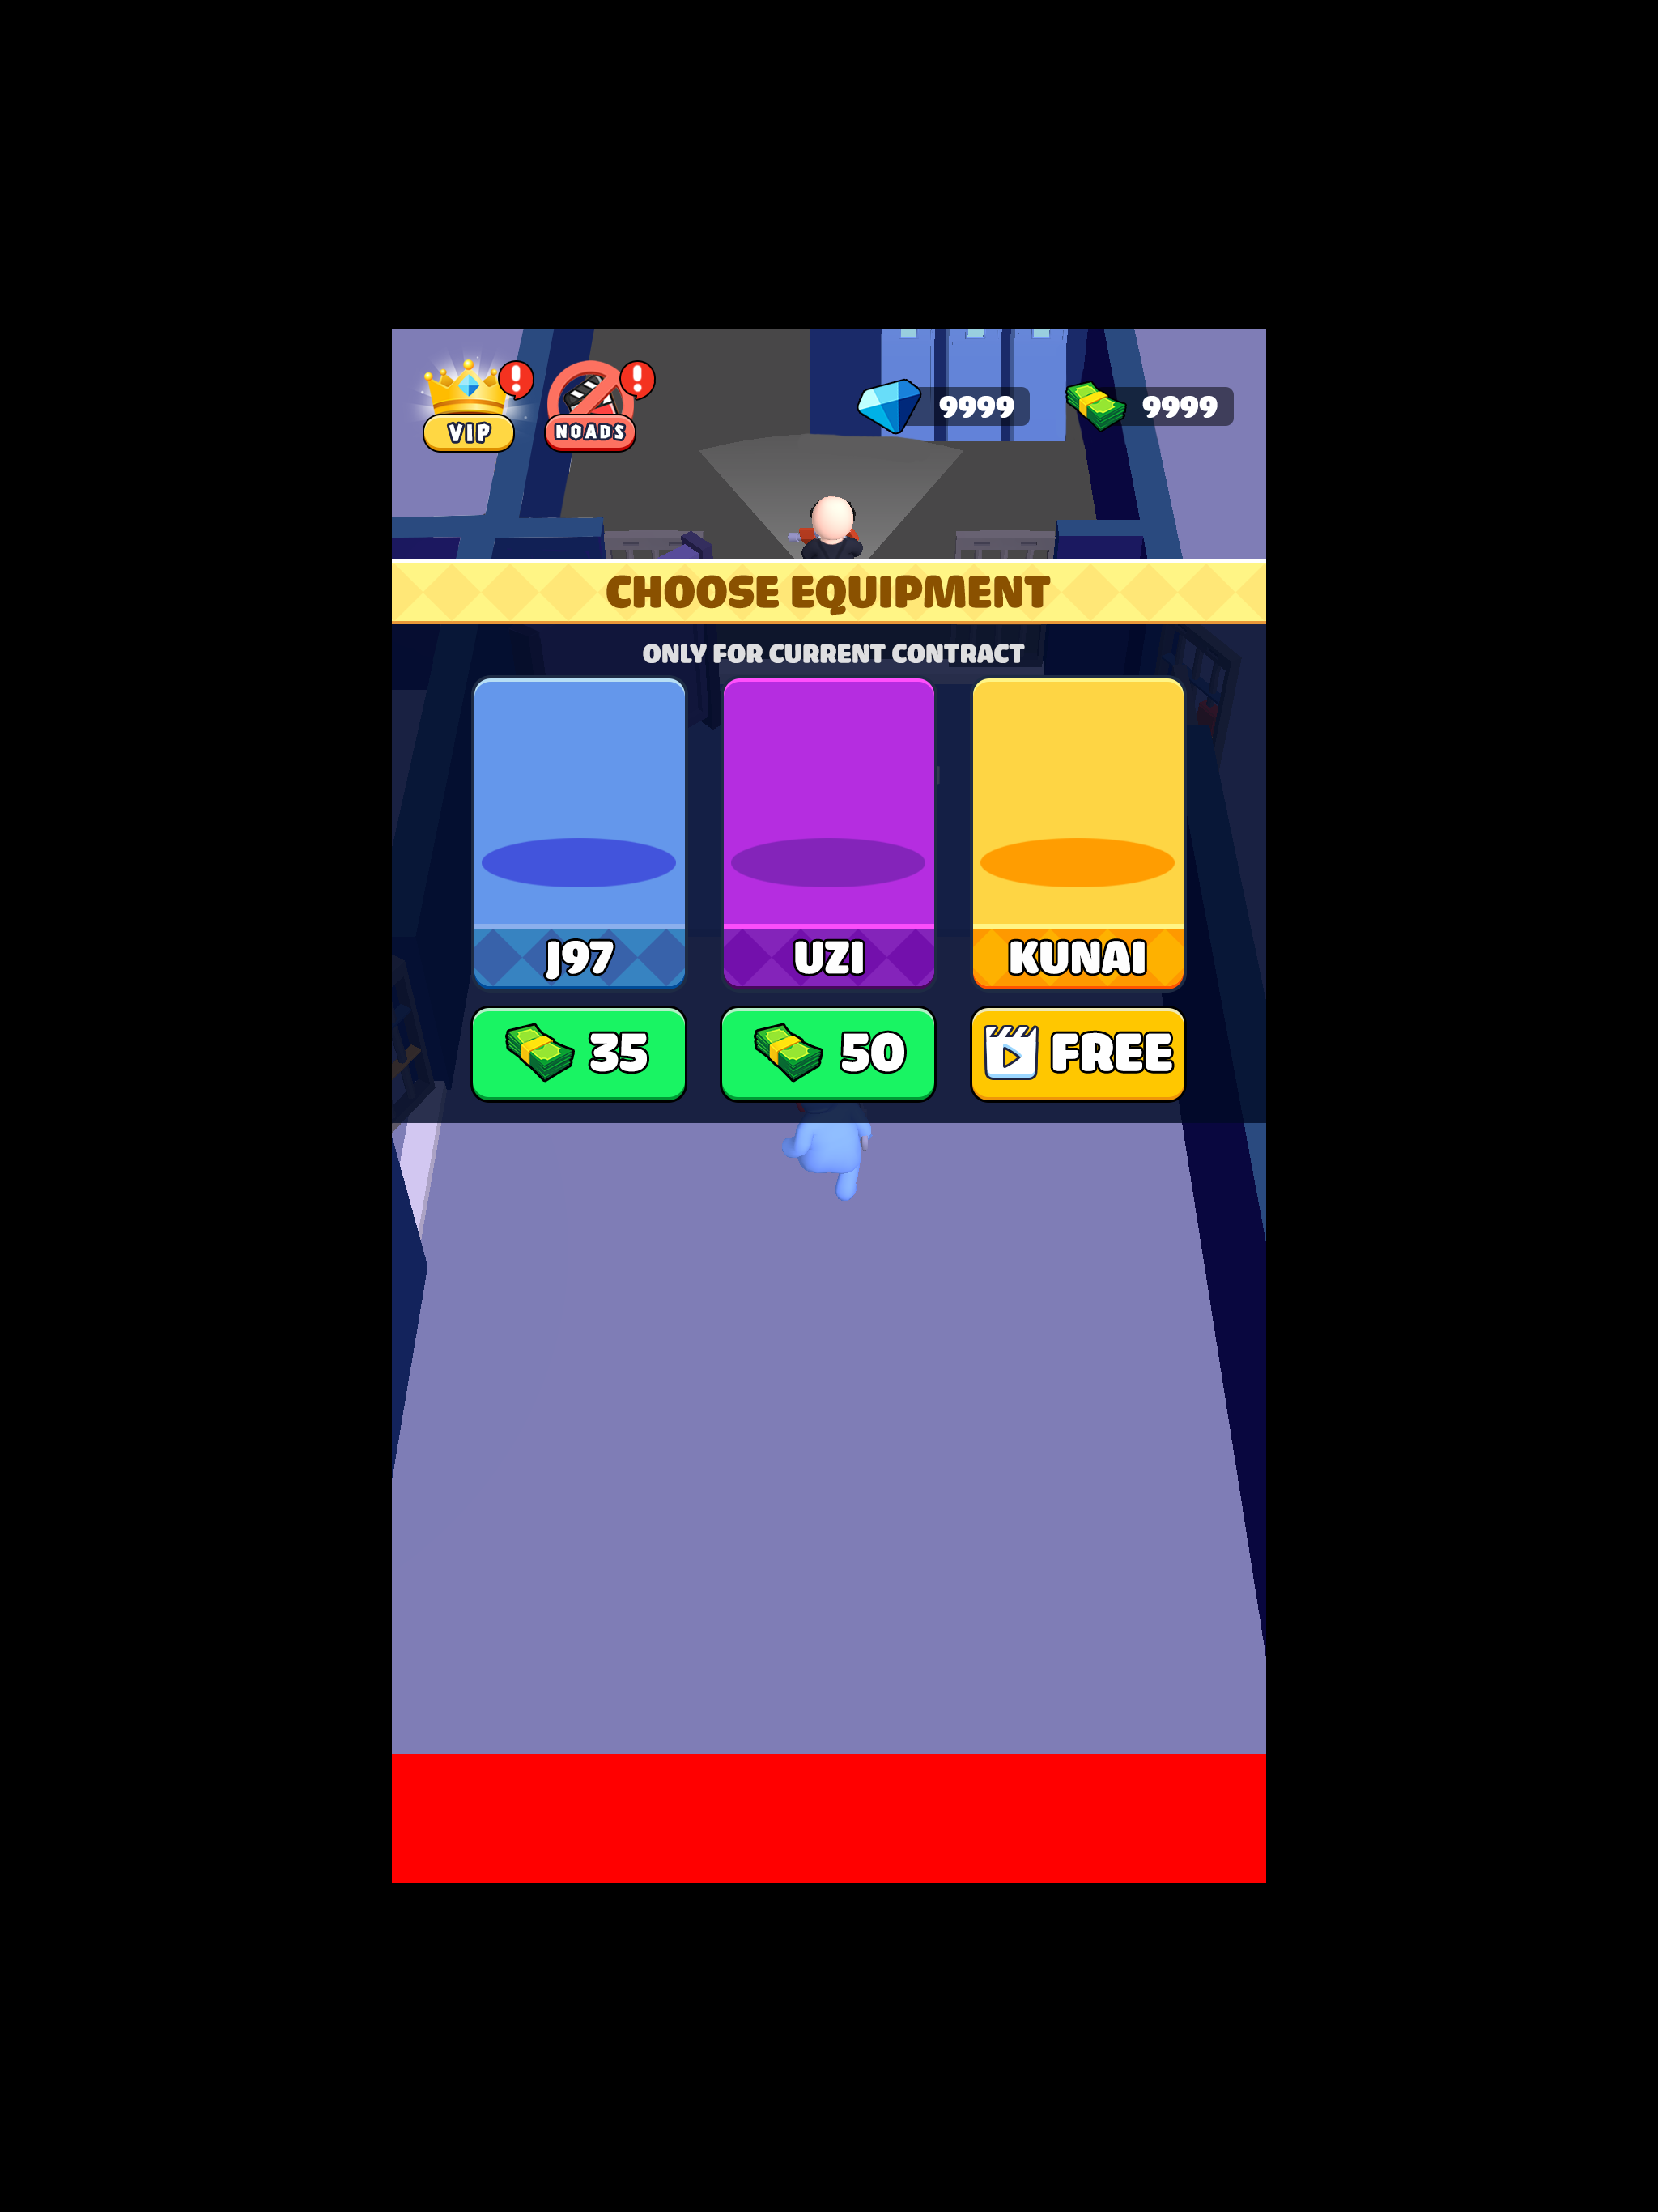 VIP
NOADS
9999
9999
CHOOSE EQUIPMENT
ONLY FOR CURRENT CONTRACT
J97
UZI
KUNAI
35
50
FREE